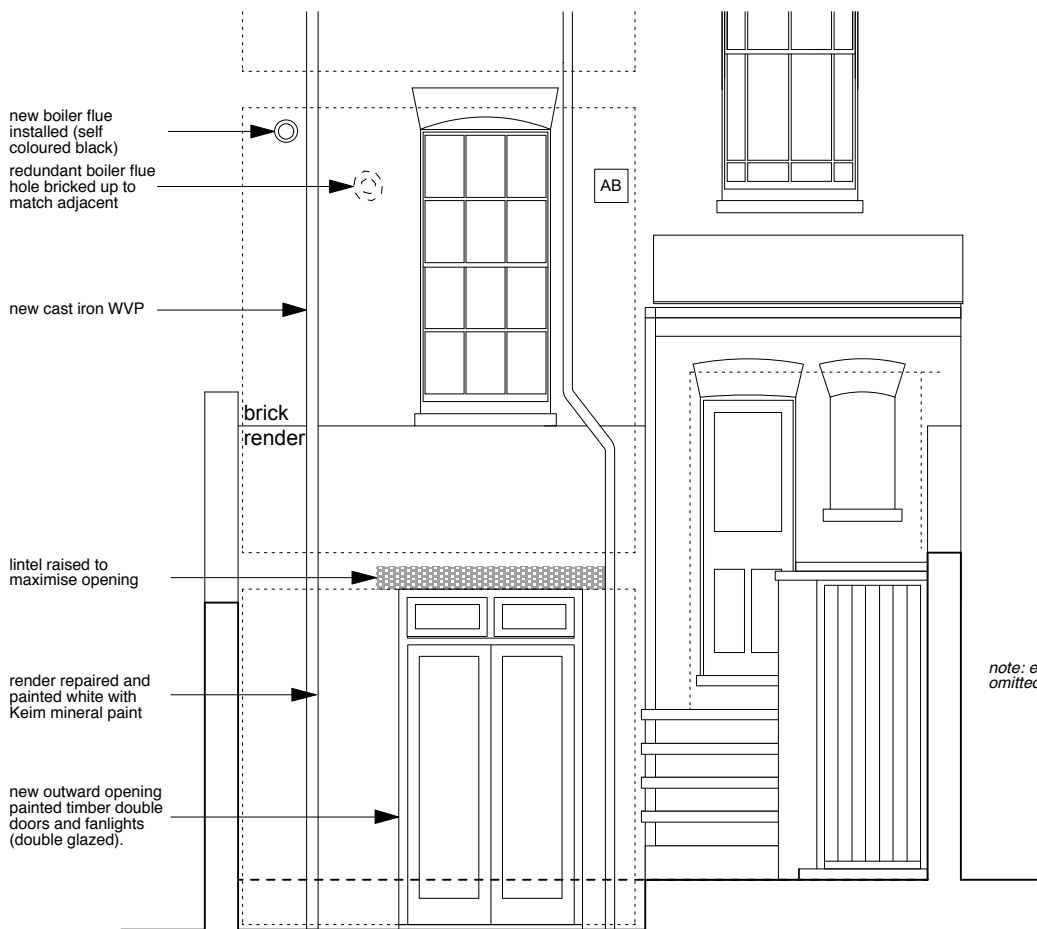 new boiler flue
installed (self
coloured black)
redundant boiler flue
hole bricked up to
match adjacent
AB
new cast iron WVP
brick
render
lintel raised to
maximise opening
render repaired and
painted white with
Keim mineral paint
note: e
omitted
new outward opening
painted timber double
doors and fanlights
(double glazed).